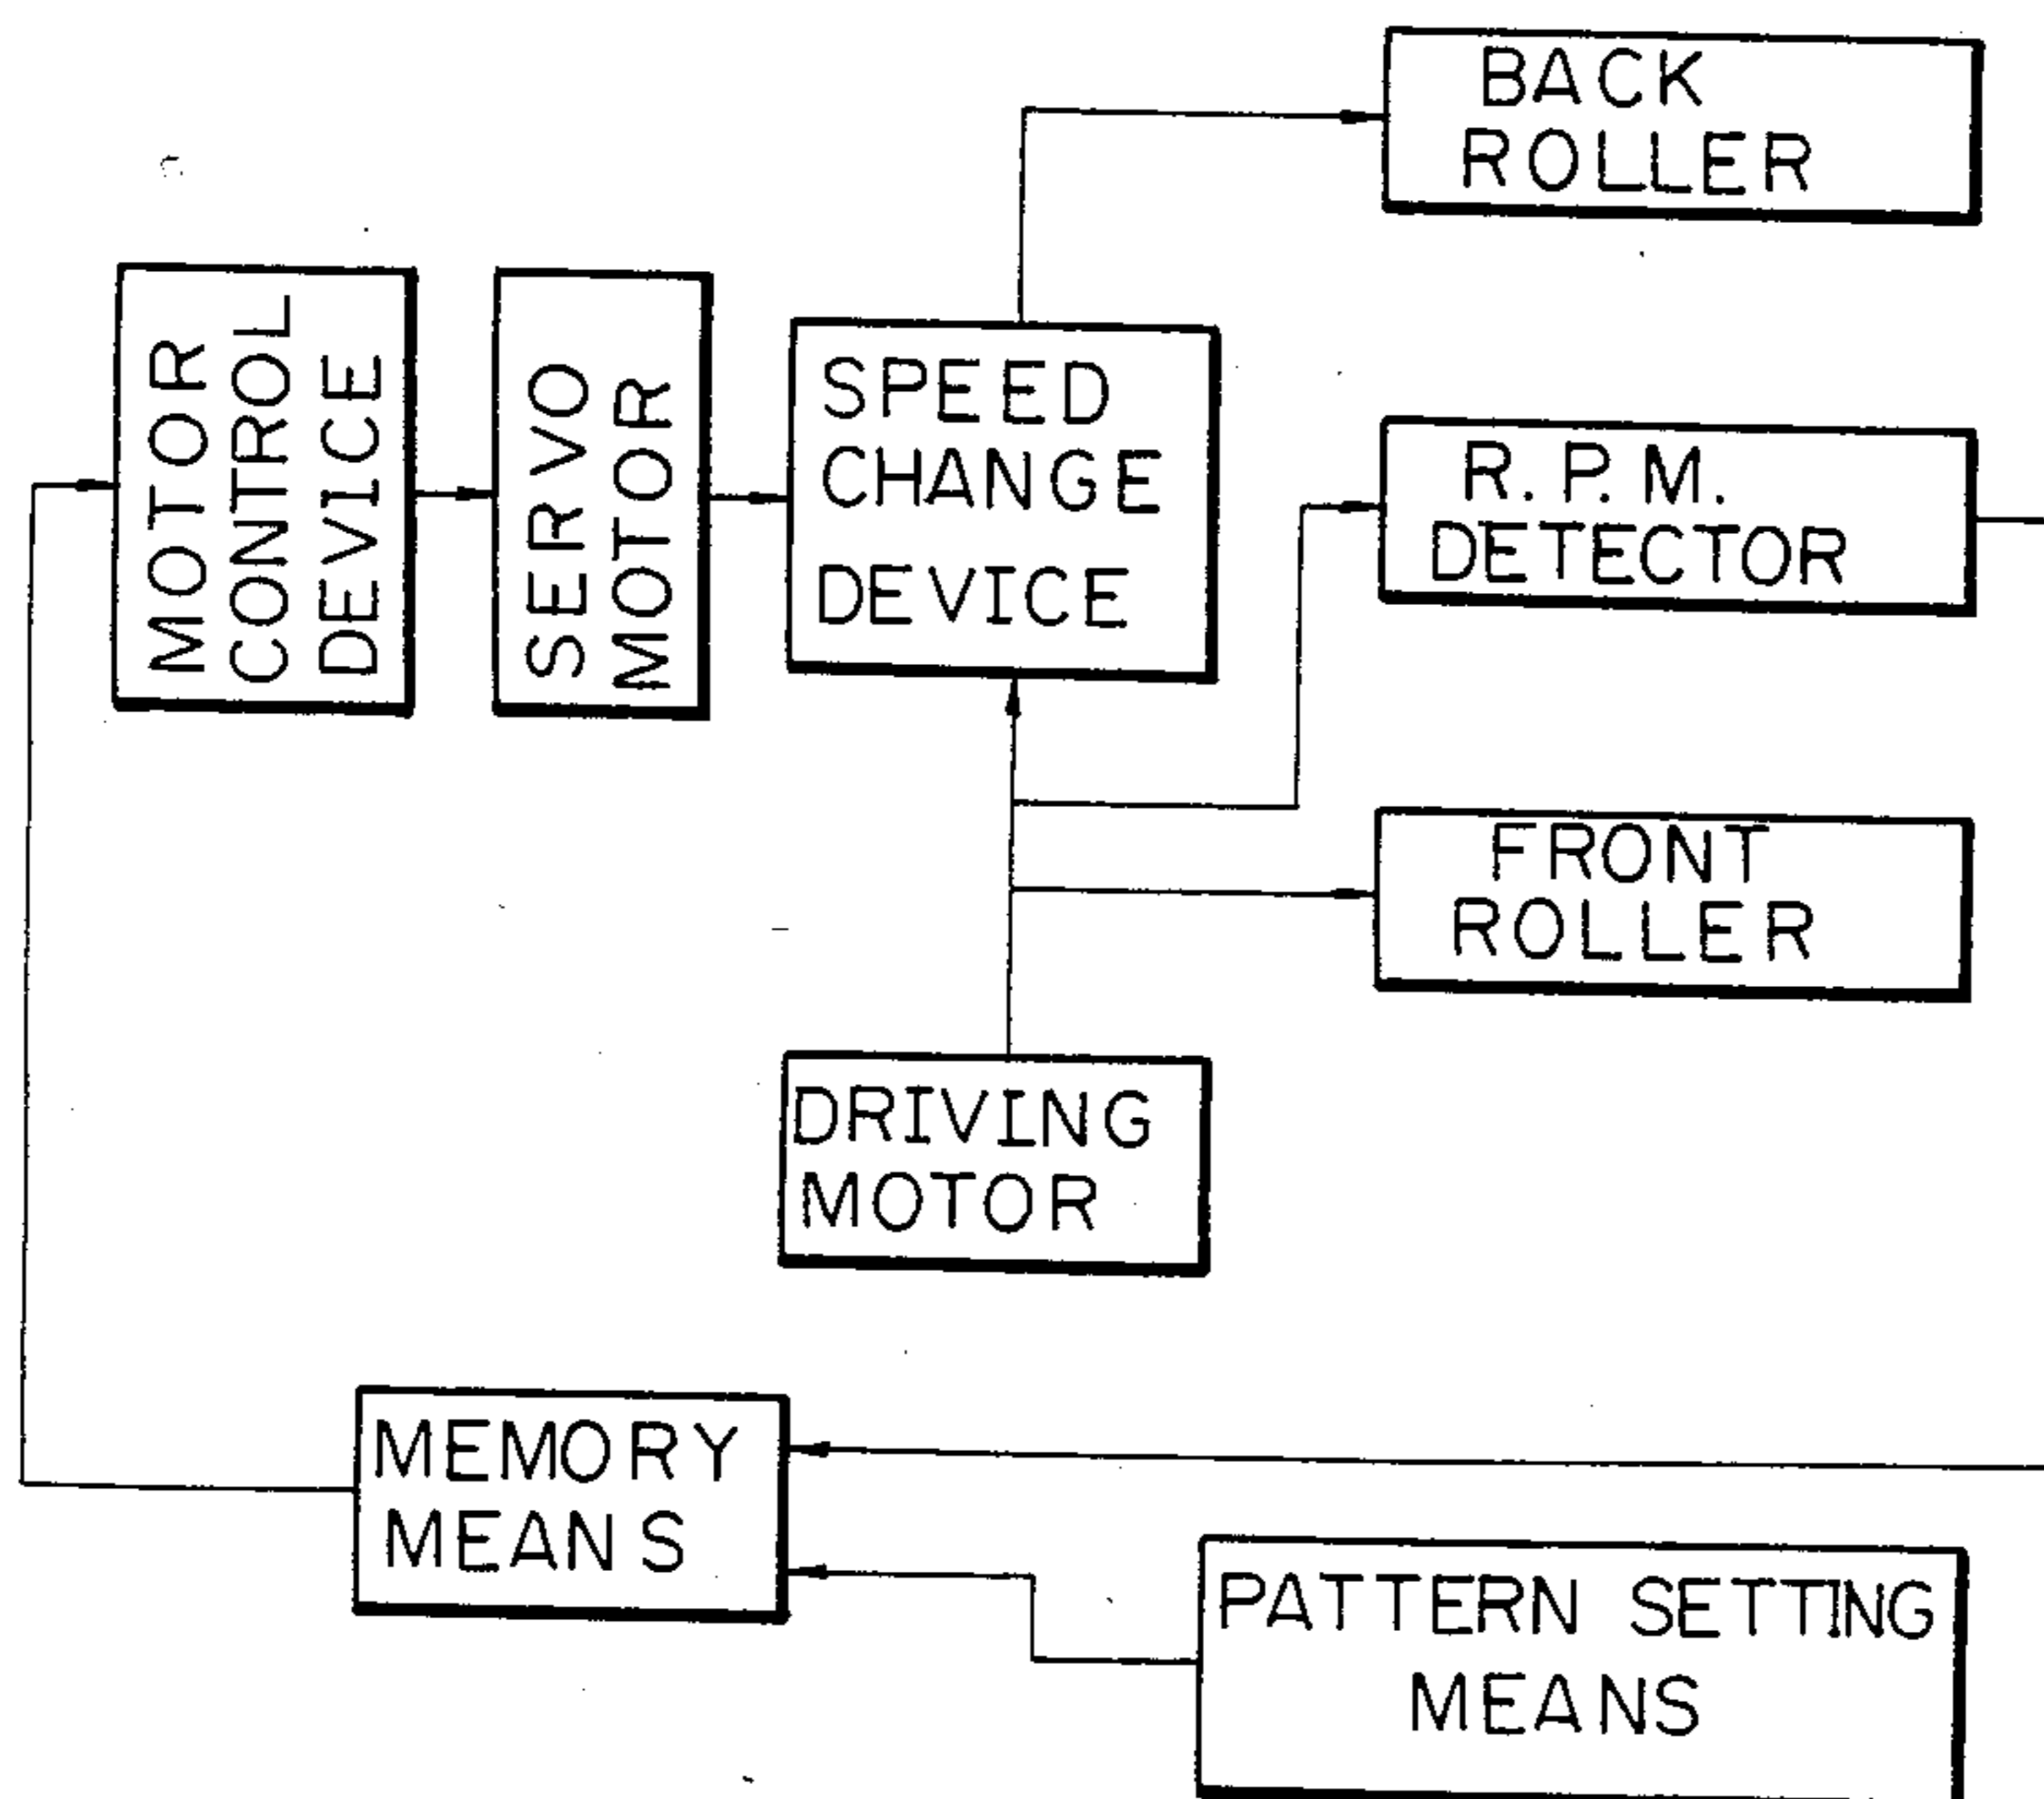 BACK
ROLLER
MOTOR
CONTROL
DEVICE
SERVO
MOTOR
SPEED
CHANGE
DEVICE
R.P.M.
DETECTOR
FRONT
ROLLER
DRIVING
MOTOR
MEMORY
MEANS
PATTERN SETTING
MEANS